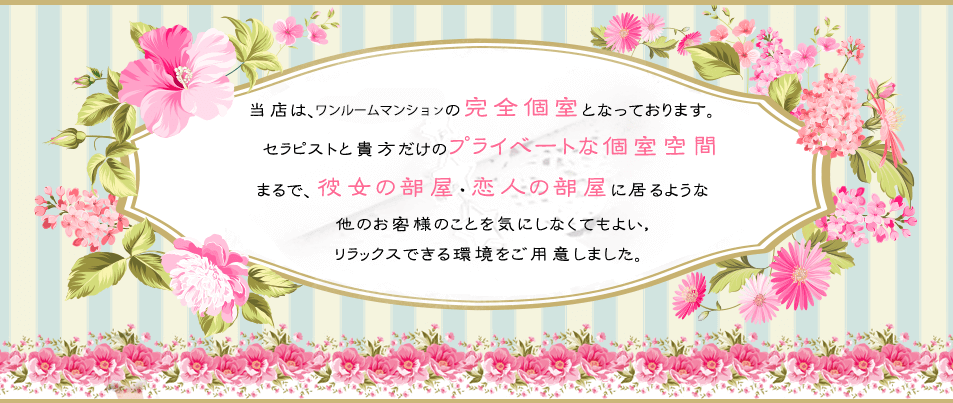 当店は、ワンルームマンションの完全個室となっております。
セラピストと貴方だけのプライベートな個室空間
まるで、彼女の部屋・恋人の部屋に居るような
他のお客様のことを気にしなくてもよい，
リラックスできる環境をご用意しました。